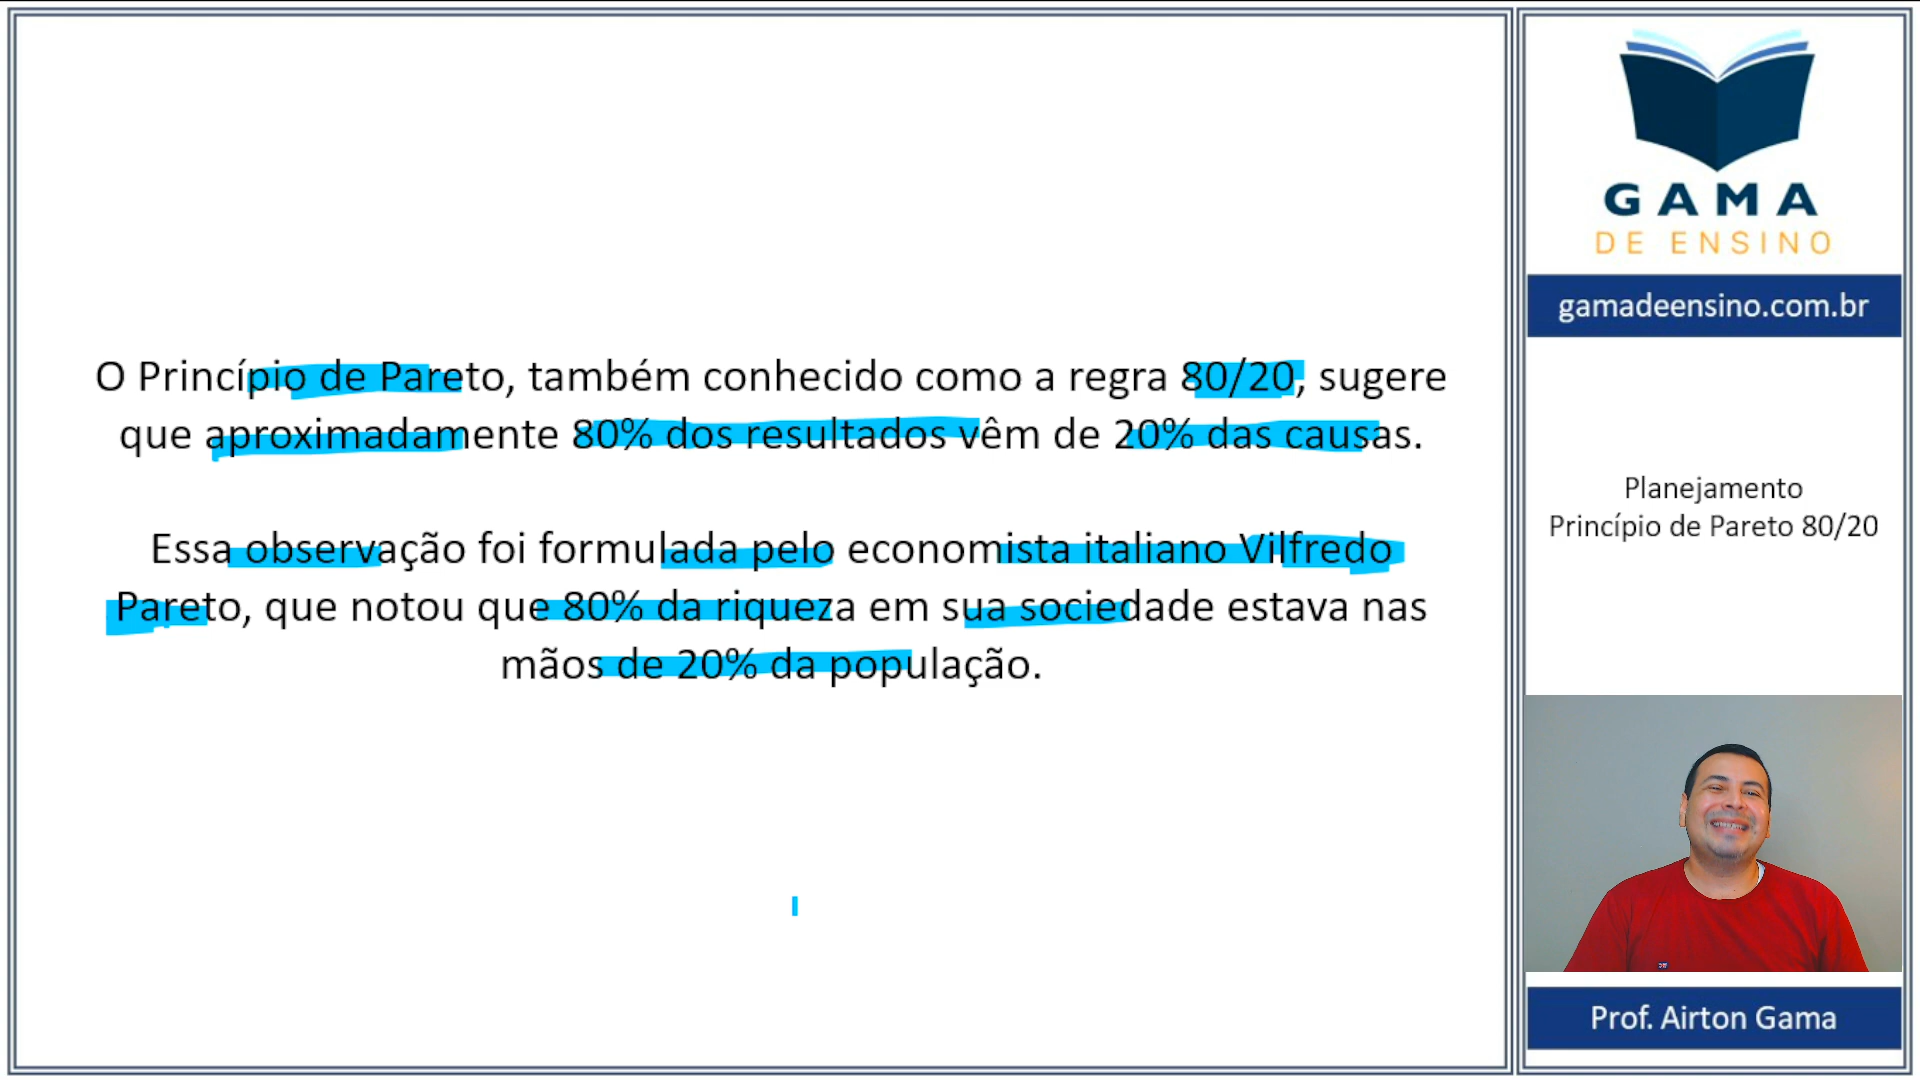 O Princípio de Pareto, também conhecido como a regra 80/20, sugere
que aproximadamente 80% dos resultados vêm de 20% das causas.
Essa observação foi formulada pelo economista italiano Vilfredo
Pareto, que notou que 80% da riqueza em sua sociedade estava nas
mãos de 20% da população.
GAMA
DE ENSINO
gamadeensino.com.br
Planejamento
Princípio de Pareto 80/20
Prof. Airton Gama